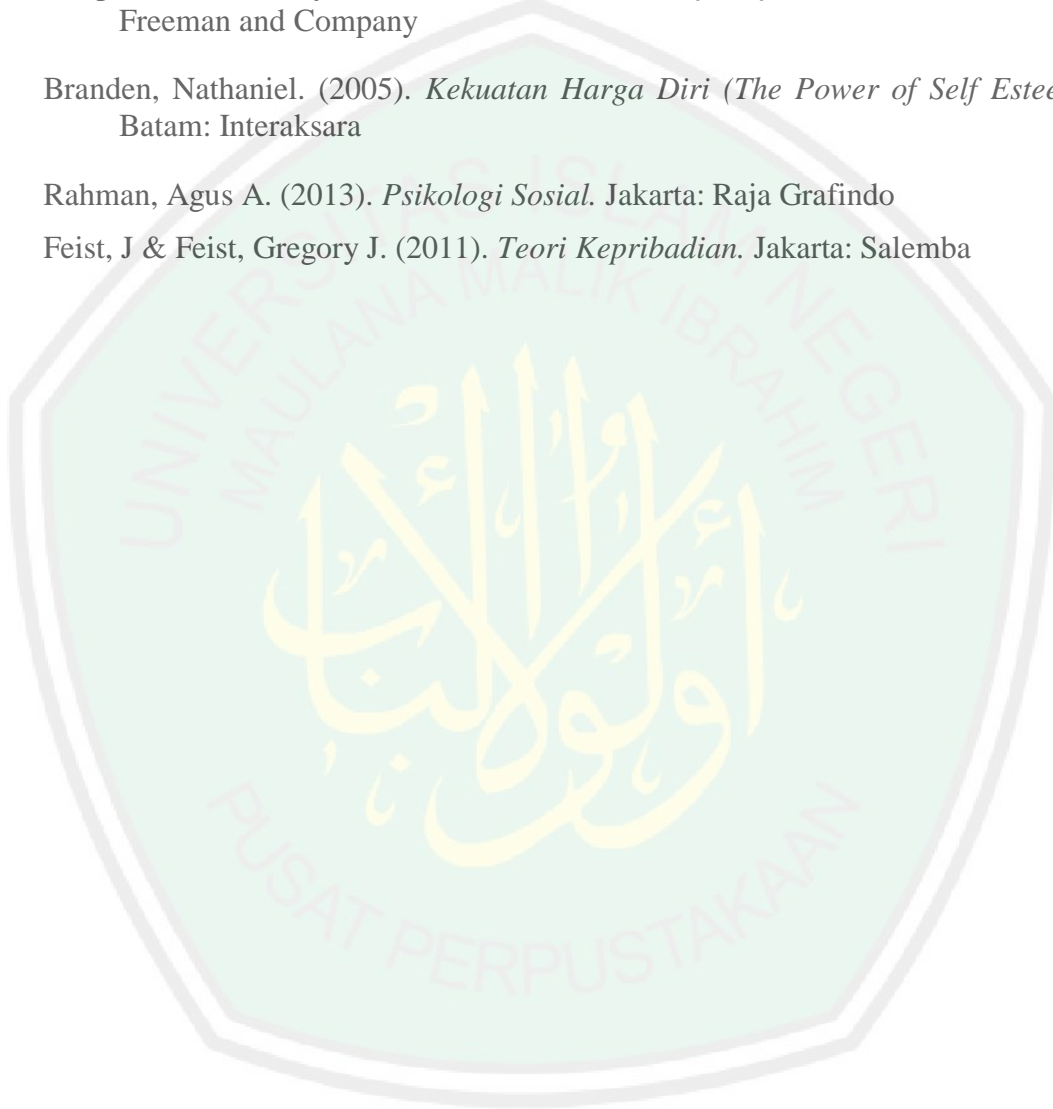 Freeman and Company
Branden, Nathaniel. (2005). Kekuatan Harga Diri (The Power of Self Estee
Batam: Interaksara
Rahman, Agus A. (2013). Psikologi Sosial. Jakarta: Raja Grafindo
Feist, J & Feist, Gregory J. (2011). Teori Kepribadian. Jakarta: Salemba
UNIVERSITAS ISLAM NEGERI
MAULANA MALIK IBRAHIM
أولوا الألباب
PUSAT PERPUSTAKAAN